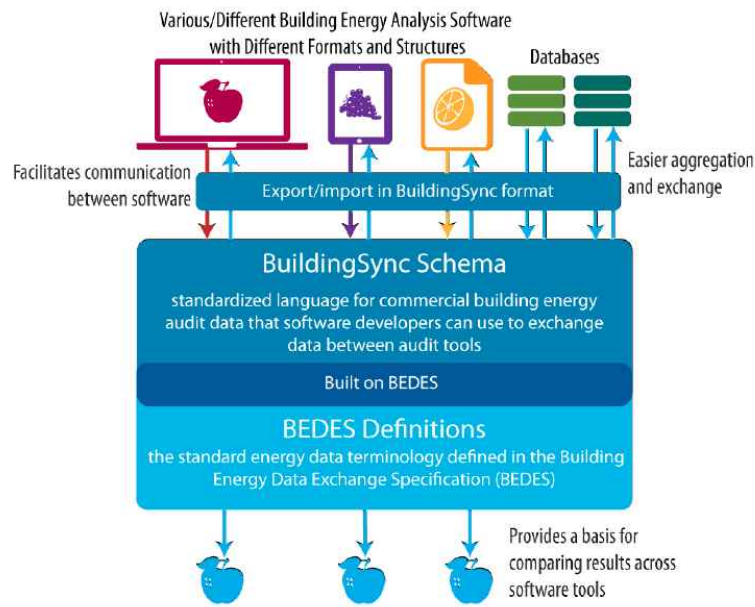 Various/Different Building Energy Analysis Software
with Different Formats and Structures
Databases
Facilitates communication
between software
Easier aggregation
and exchange
Export/import in BuildingSync format
BuildingSync Schema
standardized language for commercial building energy
audit data that software developers can use to exchange
data between audit tools
Built on BEDES
BEDES Definitions
the standard energy data terminology defined in the Building
Energy Data Exchange Specification (BEDES)
Provides a basis for
comparing results across
software tools